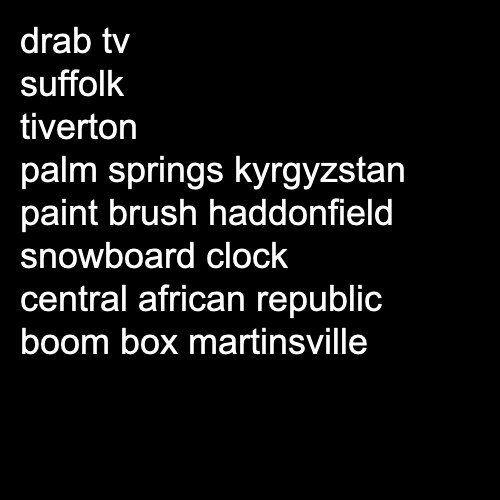 drab tv
suffolk
tiverton
palm springs kyrgyzstan
paint brush haddonfield
snowboard clock
central african republic
boom box martinsville